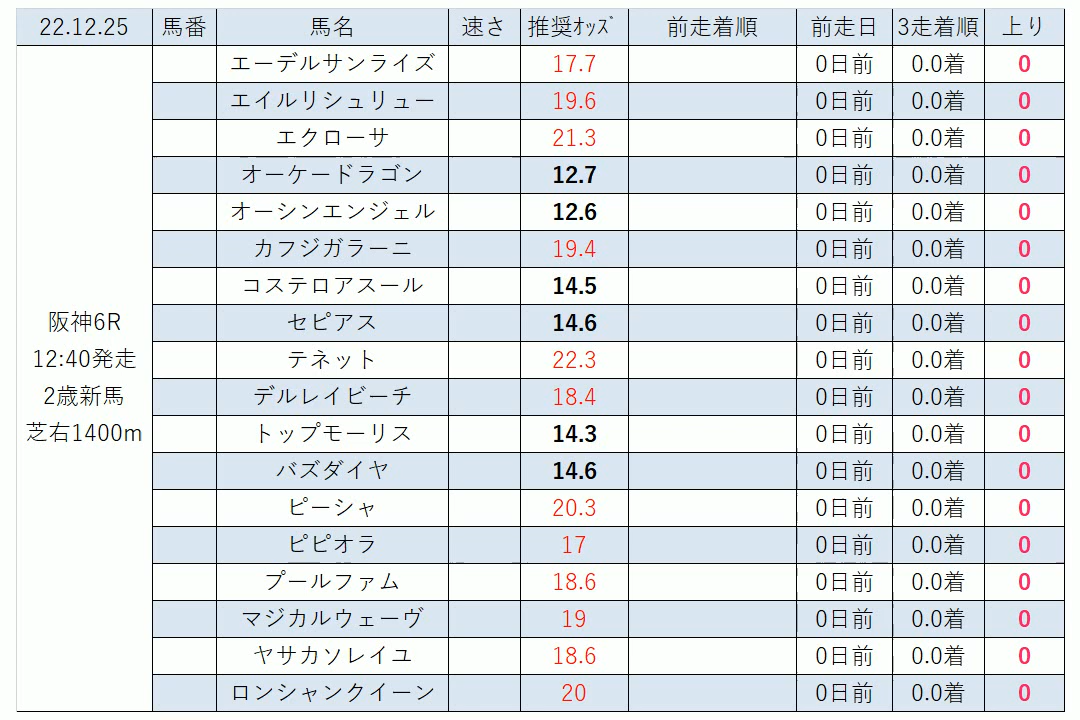 22.12.25 馬番 馬名 速さ 推奨ｵｯｽﾞ 前走着順 前走日 3走着順 上り
エーデルサンライズ 17.7 0日前 0.0着 0
エイルリシュリュー 19.6 0日前 0.0着 0
エクローサ 21.3 0日前 0.0着 0
オーケードラゴン 12.7 0日前 0.0着 0
オーシンエンジェル 12.6 0日前 0.0着 0
カフジガラーニ 19.4 0日前 0.0着 0
コステロアスール 14.5 0日前 0.0着 0
阪神6R セピアス 14.6 0日前 0.0着 0
12:40発走 テネット 22.3 0日前 0.0着 0
2歳新馬 デルレイビーチ 18.4 0日前 0.0着 0
芝右1400m トップモーリス 14.3 0日前 0.0着 0
バズダイヤ 14.6 0日前 0.0着 0
ピーシャ 20.3 0日前 0.0着 0
ピピオラ 17 0日前 0.0着 0
プールファム 18.6 0日前 0.0着 0
マジカルウェーヴ 19 0日前 0.0着 0
ヤサカソレイユ 18.6 0日前 0.0着 0
ロンシャンクイーン 20 0日前 0.0着 0